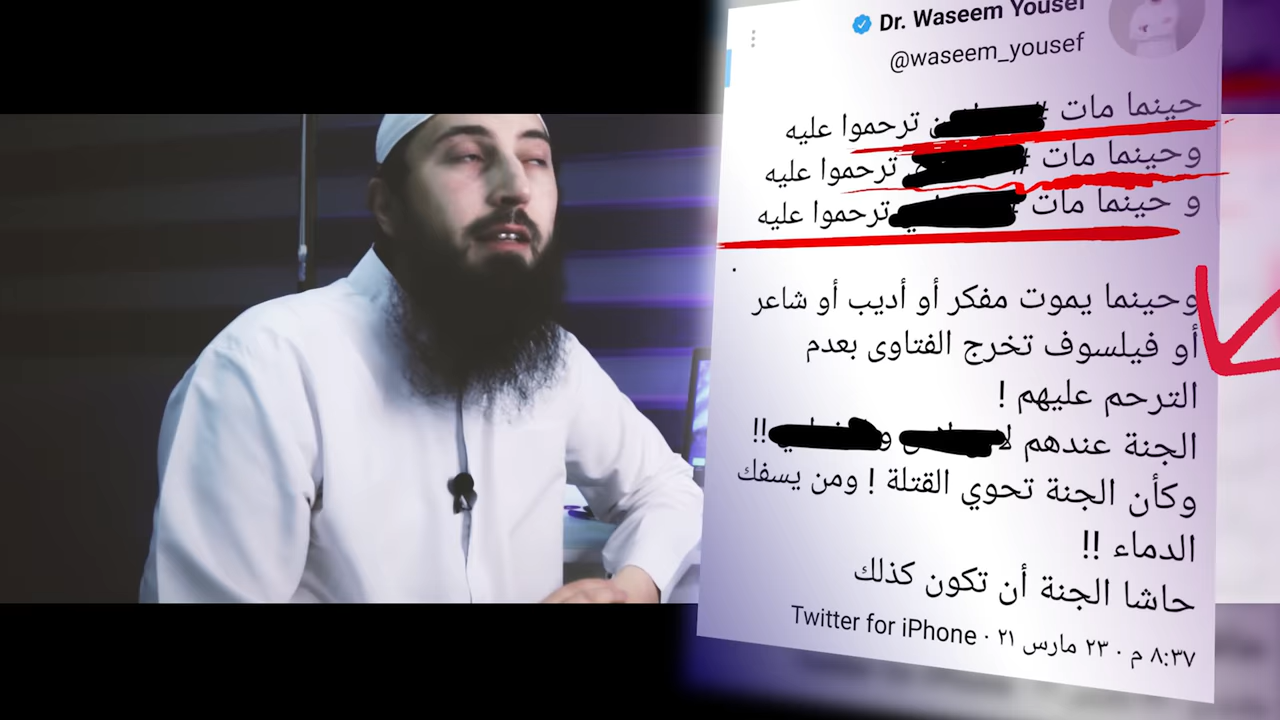 Dr. Waseem Yousef
@waseem_yousef
حينما مات # ترحموا عليه
وحينما مات # ترحموا عليه
و حينما مات # ترحموا عليه
.
وحينما يموت مفكر أو أديب أو شاعر
أو فيلسوف تخرج الفتاوى بعدم
الترحم عليهم !
الجنة عندهم و !!
وكأن الجنة تحوي القتلة ! ومن يسفك
الدماء !!
حاشا الجنة أن تكون كذلك
٨:٣٧ م · ٢٣ مارس ٢١ · Twitter for iPhone